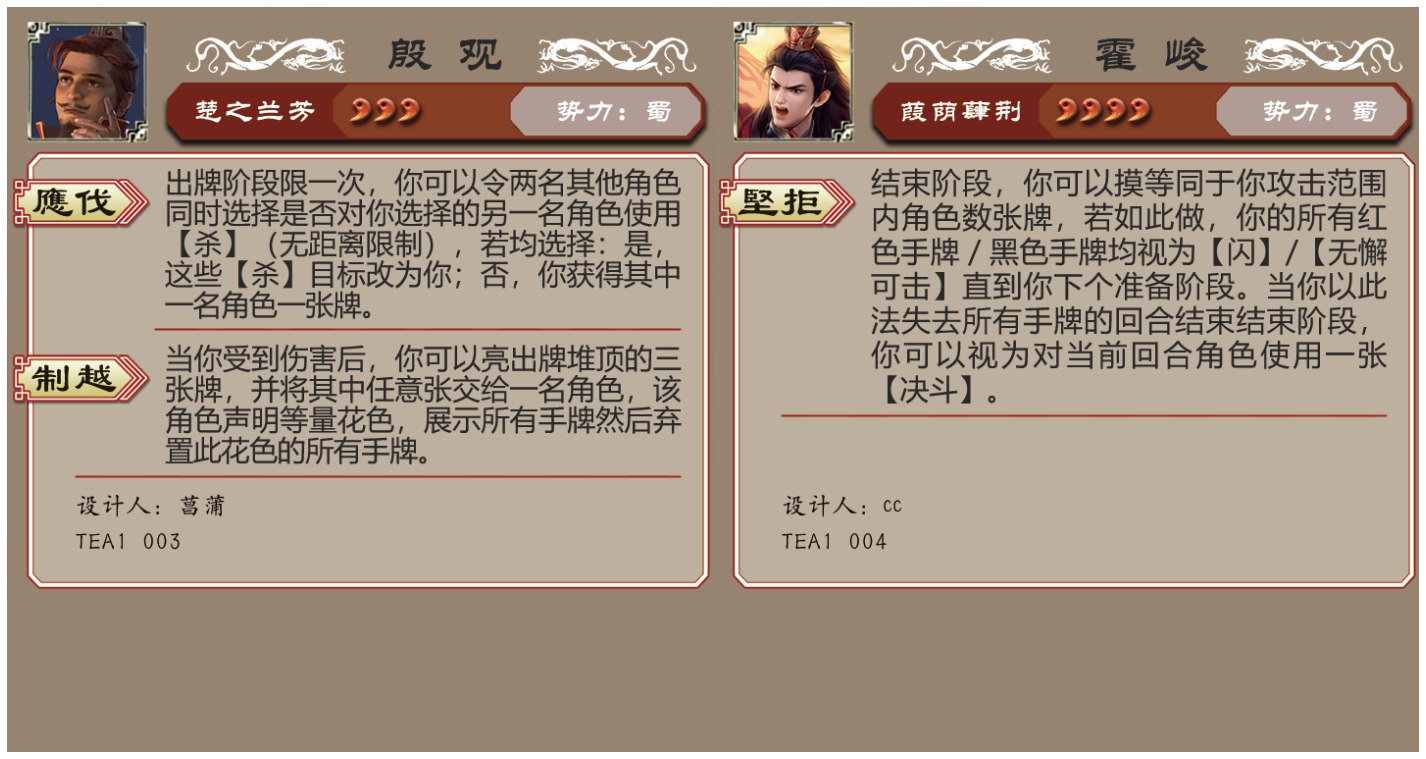 殷观
楚之兰芳
势力：蜀
應伐
出牌阶段限一次，你可以令两名其他角色
同时选择是否对你选择的另一名角色使用
【杀】（无距离限制），若均选择：是，
这些【杀】目标改为你；否，你获得其中
一名角色一张牌。
制越
当你受到伤害后，你可以亮出牌堆顶的三
张牌，并将其中任意张交给一名角色，该
角色声明等量花色，展示所有手牌然后弃
置此花色的所有手牌。
设计人：菖蒲
TEA1 003
霍峻
葭荫肆荆
势力：蜀
堅拒
结束阶段，你可以摸等同于你攻击范围
内角色数张牌，若如此做，你的所有红
色手牌/黑色手牌均视为【闪】/【无懈
可击】直到你下个准备阶段。当你以此
法失去所有手牌的回合结束结束阶段，
你可以视为对当前回合角色使用一张
【决斗】。
设计人：cc
TEA1 004